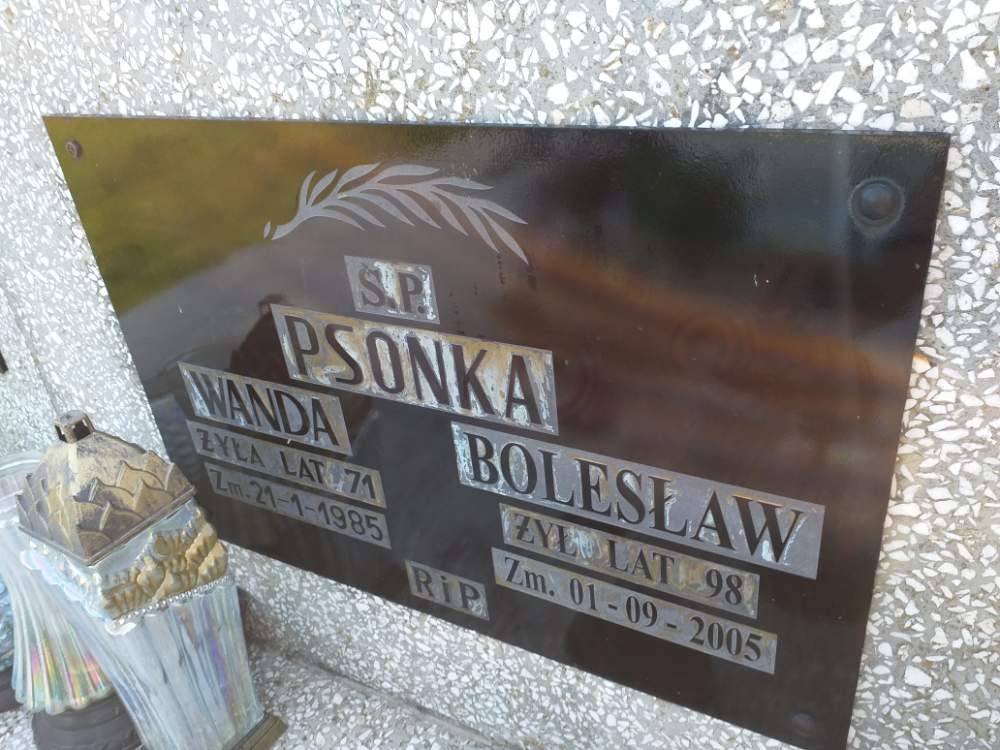 Ś.P.
PSONKA
WANDA
ŻYŁA LAT 71
Zm. 21-1-1985
BOLESŁAW
ŻYŁ LAT 98
Zm. 01-09-2005
RiP